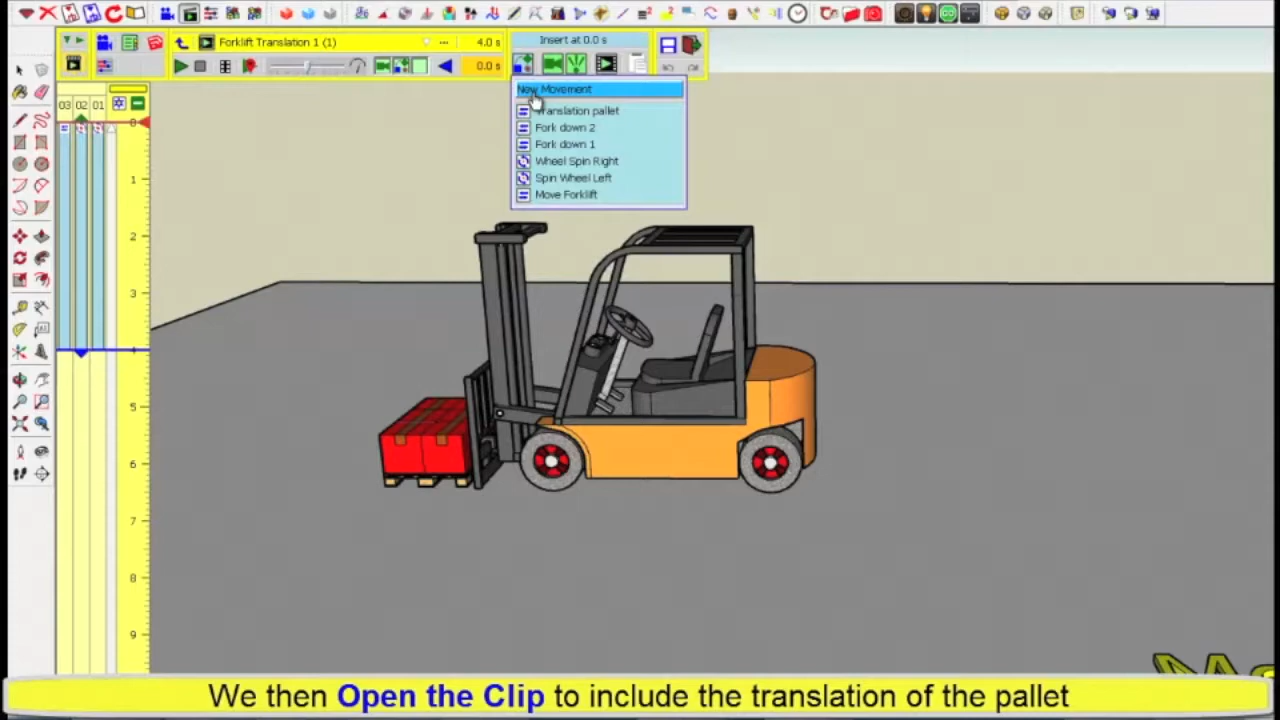 Insert at 0.0 s
Forklift Translation 1 (1) ... 4.0 s
0.0 s
New Movement
Translation pallet
Fork down 2
Fork down 1
Wheel Spin Right
Spin Wheel Left
Move Forklift
03 02 01
0
1
2
3
4
5
6
7
8
9
We then Open the Clip to include the translation of the pallet